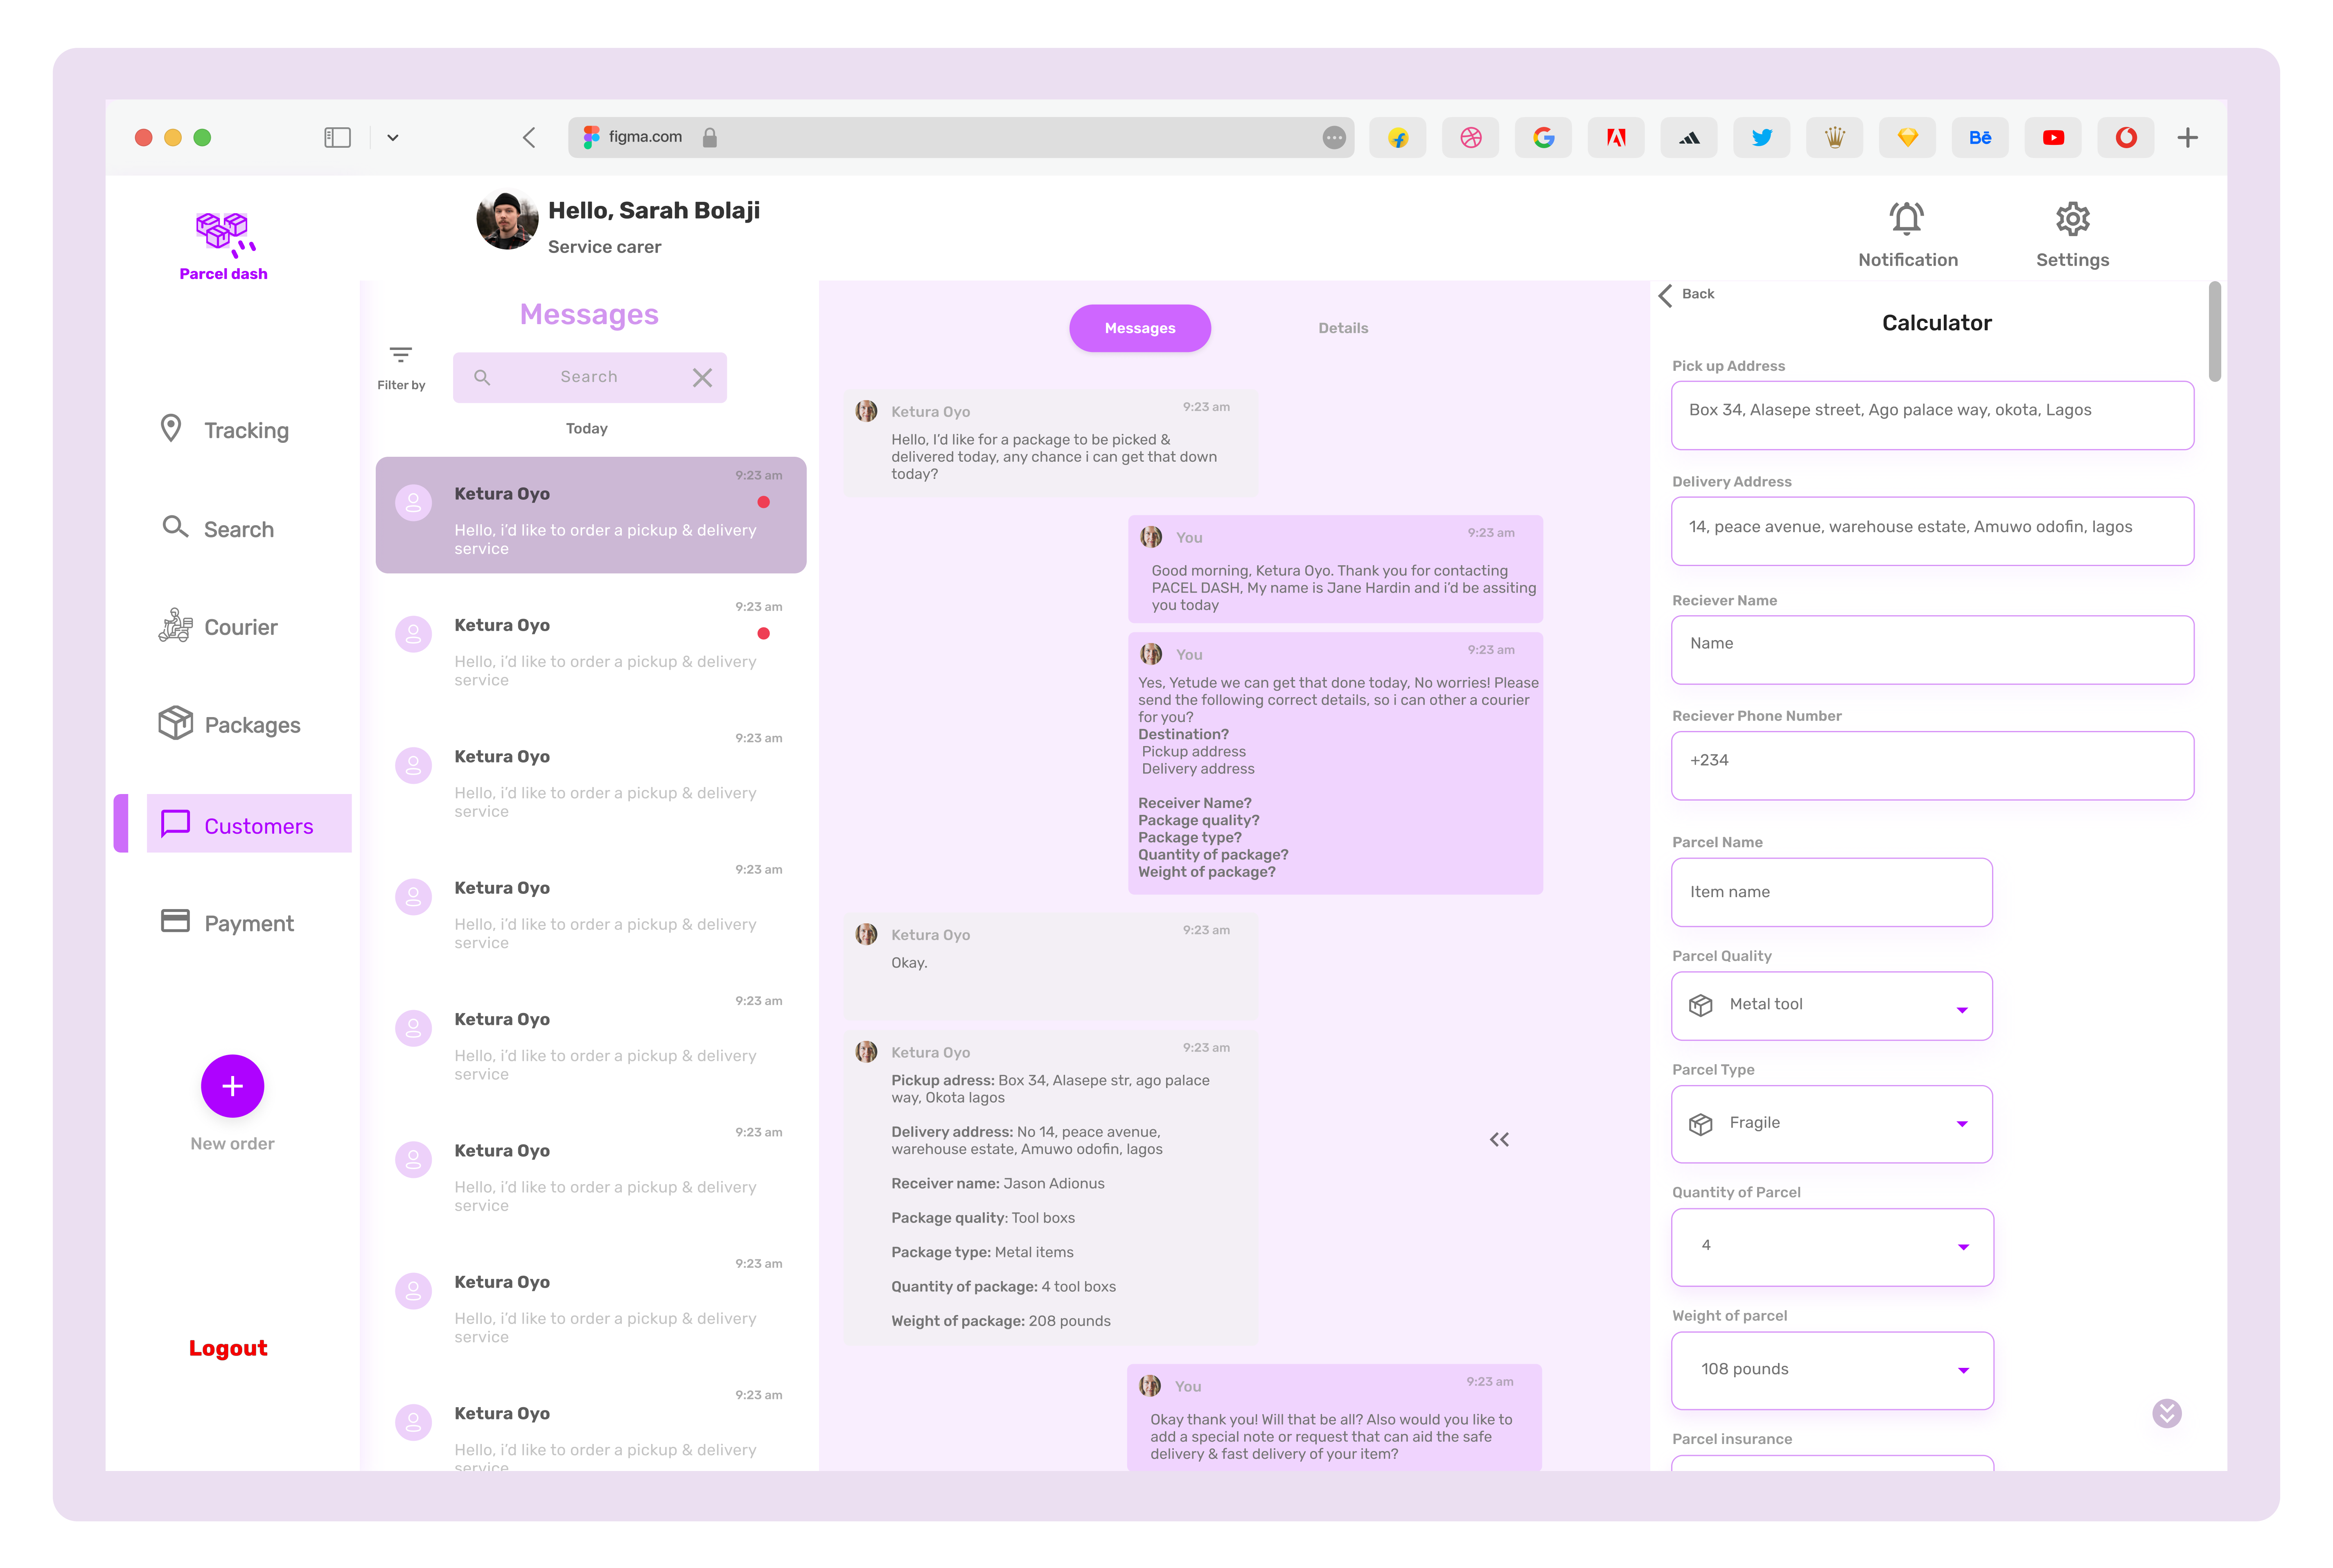 figma.com
Bē
Hello, Sarah Bolaji
Service carer
Notification
Settings
Parcel dash
Tracking
Search
Courier
Packages
Customers
Payment
New order
Logout
Messages
Filter by
Search
Today
9:23 am
Ketura Oyo
Hello, i'd like to order a pickup & delivery
service
9:23 am
Ketura Oyo
Hello, i'd like to order a pickup & delivery
service
9:23 am
Ketura Oyo
Hello, i'd like to order a pickup & delivery
service
9:23 am
Ketura Oyo
Hello, i'd like to order a pickup & delivery
service
9:23 am
Ketura Oyo
Hello, i'd like to order a pickup & delivery
service
9:23 am
Ketura Oyo
Hello, i'd like to order a pickup & delivery
service
9:23 am
Ketura Oyo
Hello, i'd like to order a pickup & delivery
service
9:23 am
Ketura Oyo
Hello, i'd like to order a pickup & delivery
service
Messages
Details
Ketura Oyo 9:23 am
Hello, I'd like for a package to be picked &
delivered today, any chance i can get that down
today?
You 9:23 am
Good morning, Ketura Oyo. Thank you for contacting
PACEL DASH, My name is Jane Hardin and i'd be assiting
you today
You 9:23 am
Yes, Yetude we can get that done today, No worries! Please
send the following correct details, so i can other a courier
for you?
Destination?
Pickup address
Delivery address
Receiver Name?
Package quality?
Package type?
Quantity of package?
Weight of package?
Ketura Oyo 9:23 am
Okay.
Ketura Oyo 9:23 am
Pickup adress: Box 34, Alasepe str, ago palace
way, Okota lagos
Delivery address: No 14, peace avenue,
warehouse estate, Amuwo odofin, lagos
Receiver name: Jason Adionus
Package quality: Tool boxs
Package type: Metal items
Quantity of package: 4 tool boxs
Weight of package: 208 pounds
You 9:23 am
Okay thank you! Will that be all? Also would you like to
add a special note or request that can aid the safe
delivery & fast delivery of your item?
Back
Calculator
Pick up Address
Box 34, Alasepe street, Ago palace way, okota, Lagos
Delivery Address
14, peace avenue, warehouse estate, Amuwo odofin, lagos
Reciever Name
Name
Reciever Phone Number
+234
Parcel Name
Item name
Parcel Quality
Metal tool
Parcel Type
Fragile
Quantity of Parcel
4
Weight of parcel
108 pounds
Parcel insurance